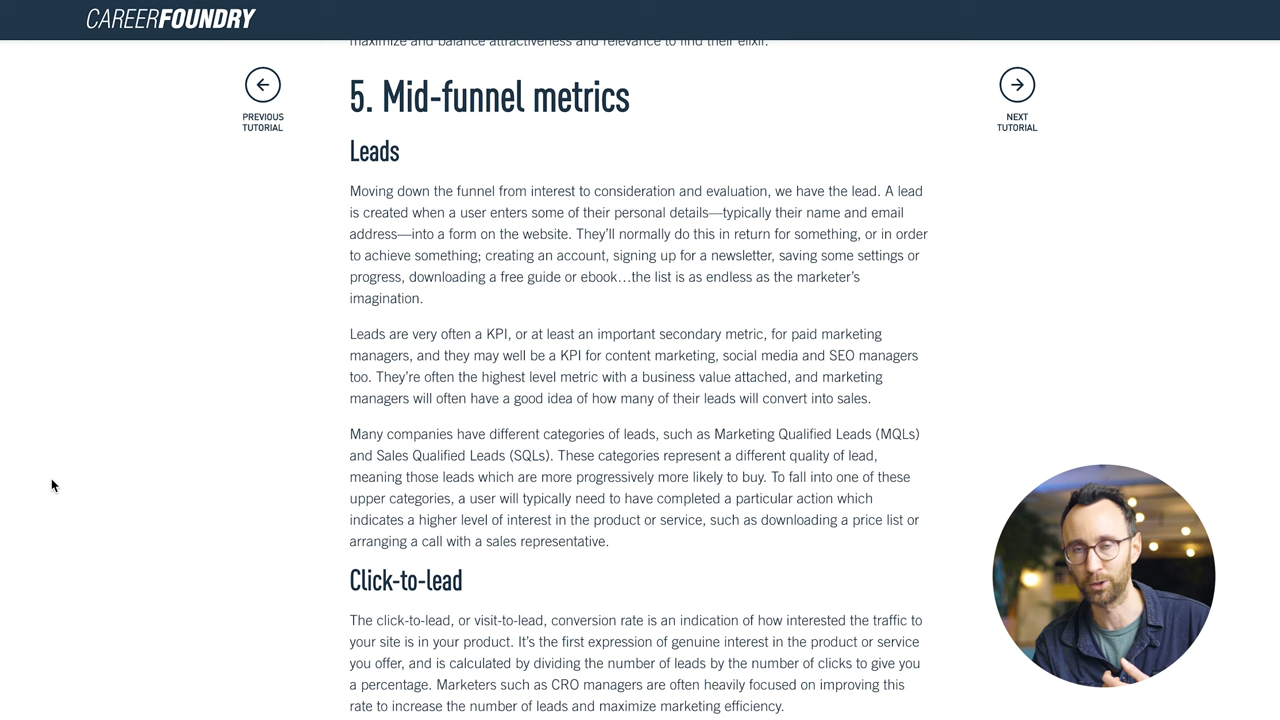 CAREERFOUNDRY
maximize and balance attractiveness and relevance to find their elixir.
PREVIOUS
TUTORIAL
NEXT
TUTORIAL
5. Mid-funnel metrics
Leads
Moving down the funnel from interest to consideration and evaluation, we have the lead. A lead
is created when a user enters some of their personal details—typically their name and email
address—into a form on the website. They’ll normally do this in return for something, or in order
to achieve something; creating an account, signing up for a newsletter, saving some settings or
progress, downloading a free guide or ebook…the list is as endless as the marketer’s
imagination.
Leads are very often a KPI, or at least an important secondary metric, for paid marketing
managers, and they may well be a KPI for content marketing, social media and SEO managers
too. They’re often the highest level metric with a business value attached, and marketing
managers will often have a good idea of how many of their leads will convert into sales.
Many companies have different categories of leads, such as Marketing Qualified Leads (MQLs)
and Sales Qualified Leads (SQLs). These categories represent a different quality of lead,
meaning those leads which are more progressively more likely to buy. To fall into one of these
upper categories, a user will typically need to have completed a particular action which
indicates a higher level of interest in the product or service, such as downloading a price list or
arranging a call with a sales representative.
Click-to-lead
The click-to-lead, or visit-to-lead, conversion rate is an indication of how interested the traffic to
your site is in your product. It’s the first expression of genuine interest in the product or service
you offer, and is calculated by dividing the number of leads by the number of clicks to give you
a percentage. Marketers such as CRO managers are often heavily focused on improving this
rate to increase the number of leads and maximize marketing efficiency.